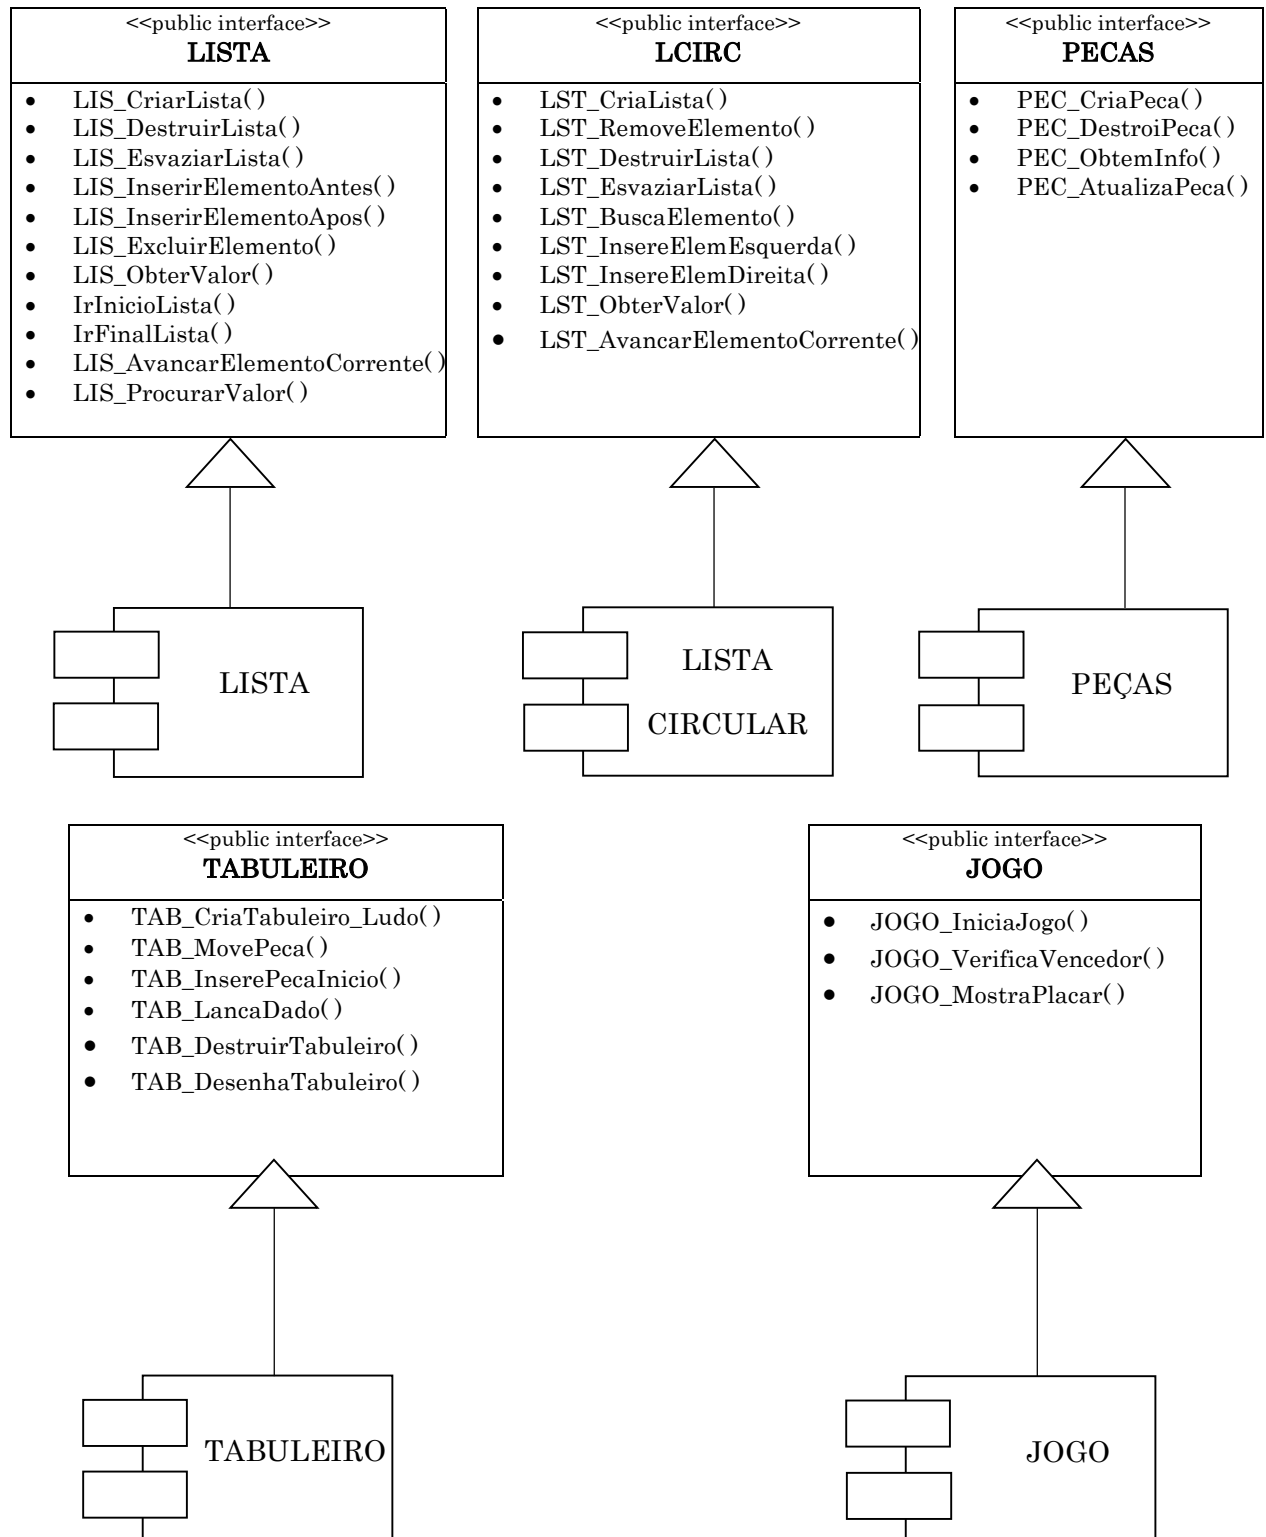 <<public interface>>
LISTA
• LIS_CriarLista( )
• LIS_DestruirLista( )
• LIS_EsvaziarLista( )
• LIS_InserirElementoAntes( )
• LIS_InserirElementoApos( )
• LIS_ExcluirElemento( )
• LIS_ObterValor( )
• IrInicioLista( )
• IrFinalLista( )
• LIS_AvancarElementoCorrente( )
• LIS_ProcurarValor( )
<<public interface>>
LCIRC
• LST_CriaLista( )
• LST_RemoveElemento( )
• LST_DestruirLista( )
• LST_EsvaziarLista( )
• LST_BuscaElemento( )
• LST_InsereElemEsquerda( )
• LST_InsereElemDireita( )
• LST_ObterValor( )
• LST_AvancarElementoCorrente( )
<<public interface>>
PECAS
• PEC_CriaPeca( )
• PEC_DestroiPeca( )
• PEC_ObtemInfo( )
• PEC_AtualizaPeca( )
LISTA
LISTA
CIRCULAR
PEÇAS
<<public interface>>
TABULEIRO
• TAB_CriaTabuleiro_Ludo( )
• TAB_MovePeca( )
• TAB_InserePecaInicio( )
• TAB_LancaDado( )
• TAB_DestruirTabuleiro( )
• TAB_DesenhaTabuleiro( )
<<public interface>>
JOGO
• JOGO_IniciaJogo( )
• JOGO_VerificaVencedor( )
• JOGO_MostraPlacar( )
TABULEIRO
JOGO